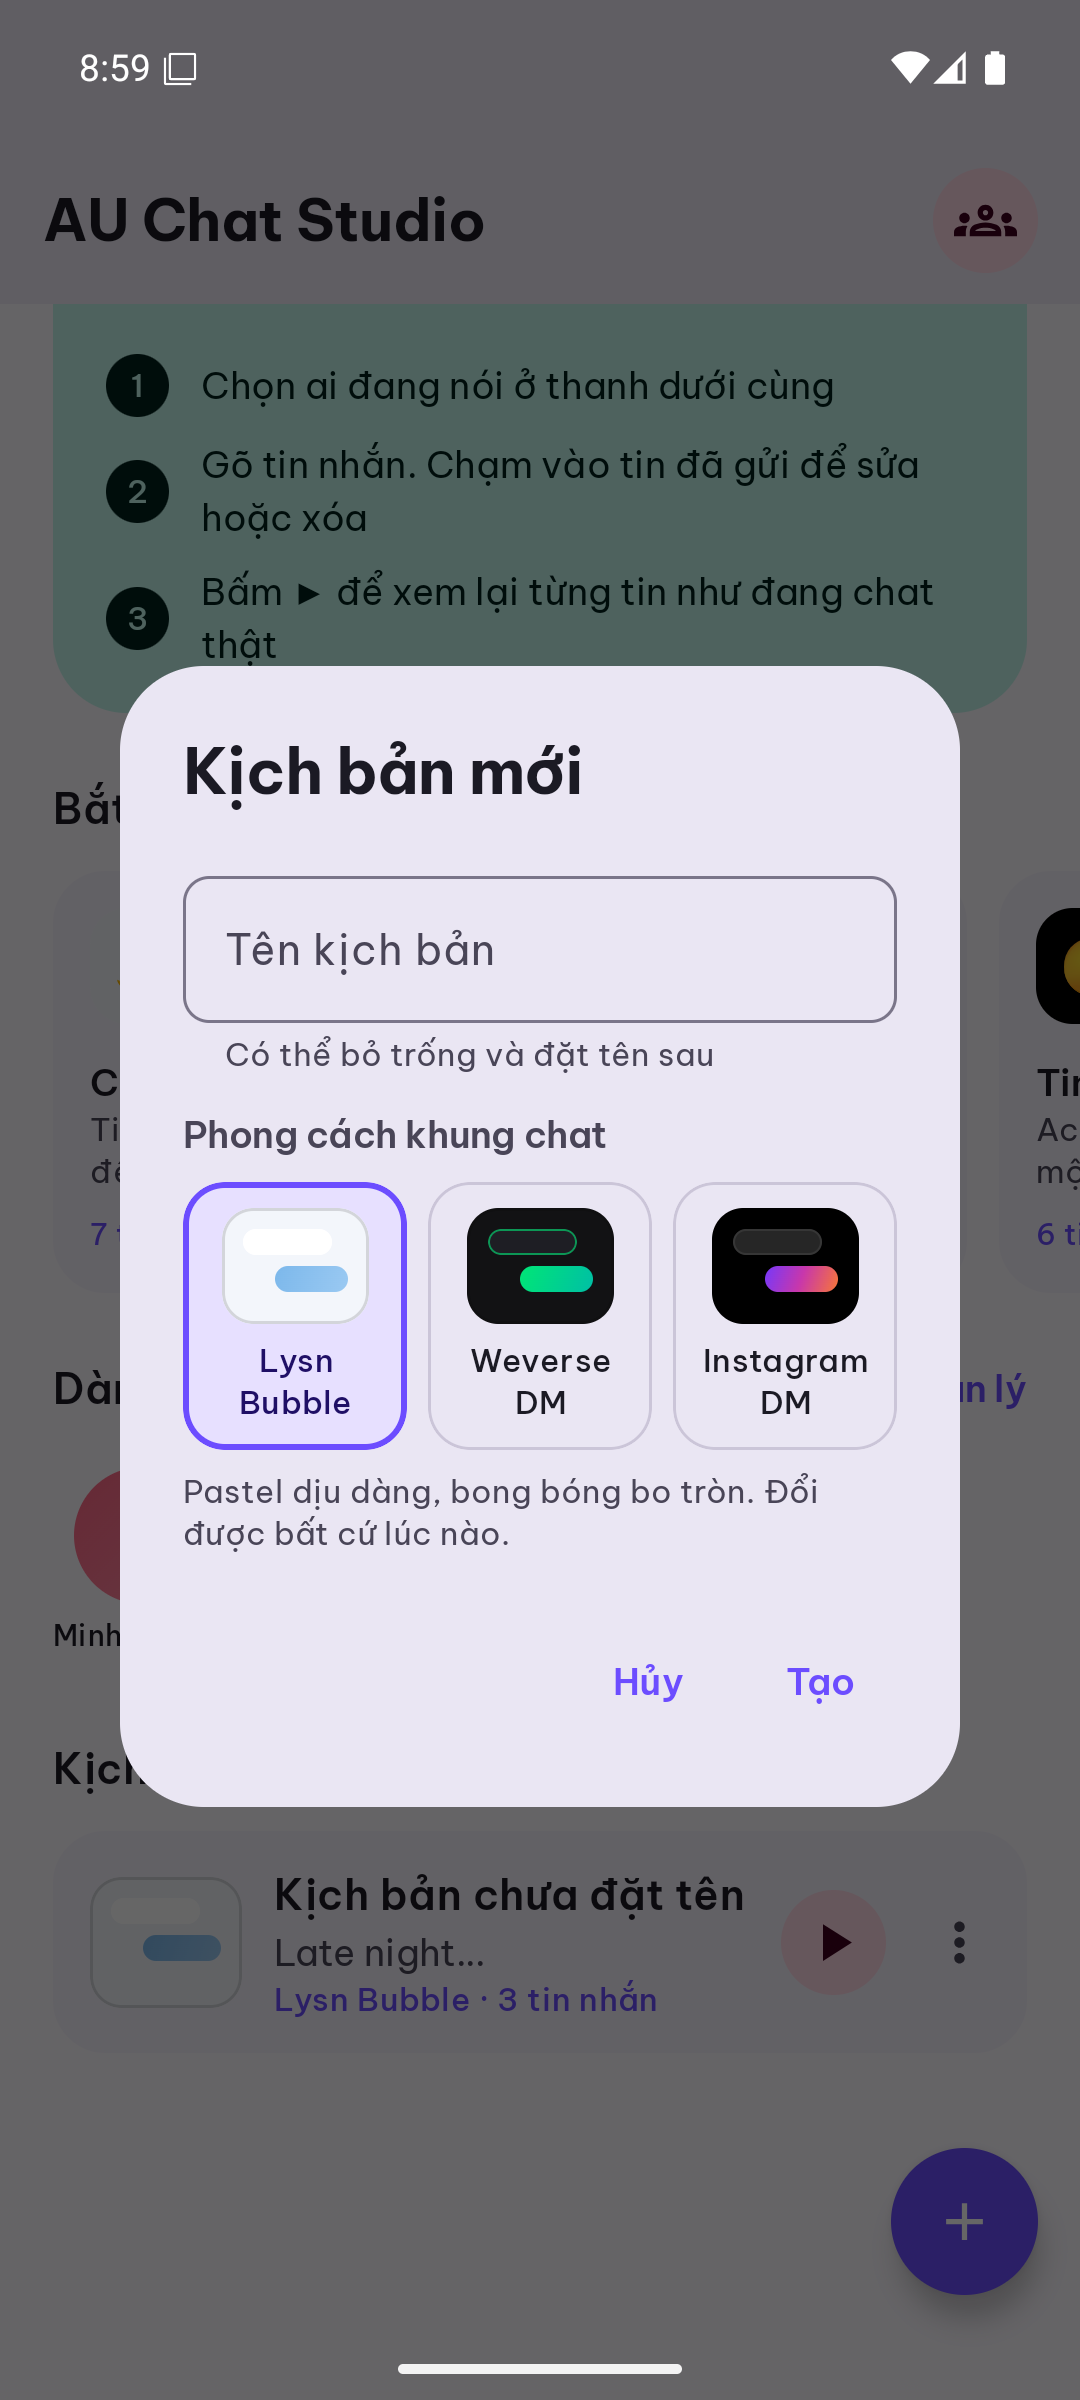 8:59
AU Chat Studio
1 Chọn ai đang nói ở thanh dưới cùng
2 Gõ tin nhắn. Chạm vào tin đã gửi để sửa
hoặc xóa
3 Bấm ► để xem lại từng tin như đang chat
thật
Kịch bản mới
Tên kịch bản
Có thể bỏ trống và đặt tên sau
Phong cách khung chat
Lysn
Bubble
Weverse
DM
Instagram
DM
Pastel dịu dàng, bong bóng bo tròn. Đổi
được bất cứ lúc nào.
Hủy
Tạo
Bắt
7
6
lý
Minh
Kịch bản chưa đặt tên
Late night...
Lysn Bubble · 3 tin nhắn